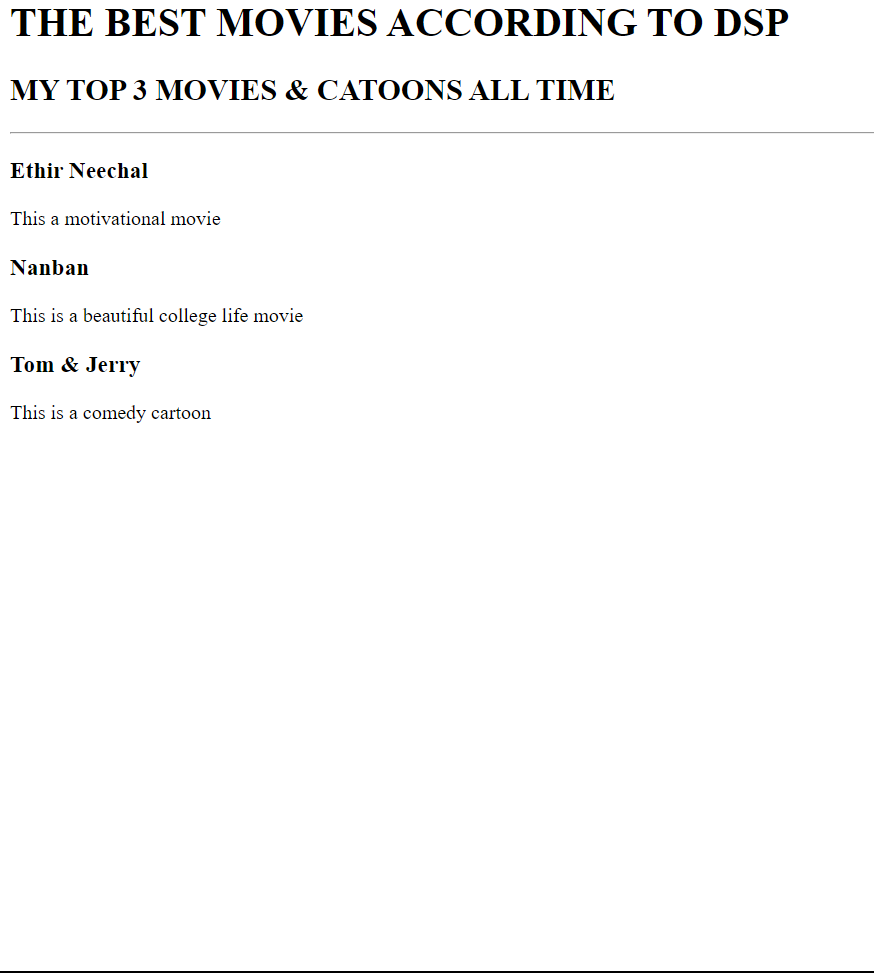 THE BEST MOVIES ACCORDING TO DSP
MY TOP 3 MOVIES & CATOONS ALL TIME
Ethir Neechal
This a motivational movie
Nanban
This is a beautiful college life movie
Tom & Jerry
This is a comedy cartoon